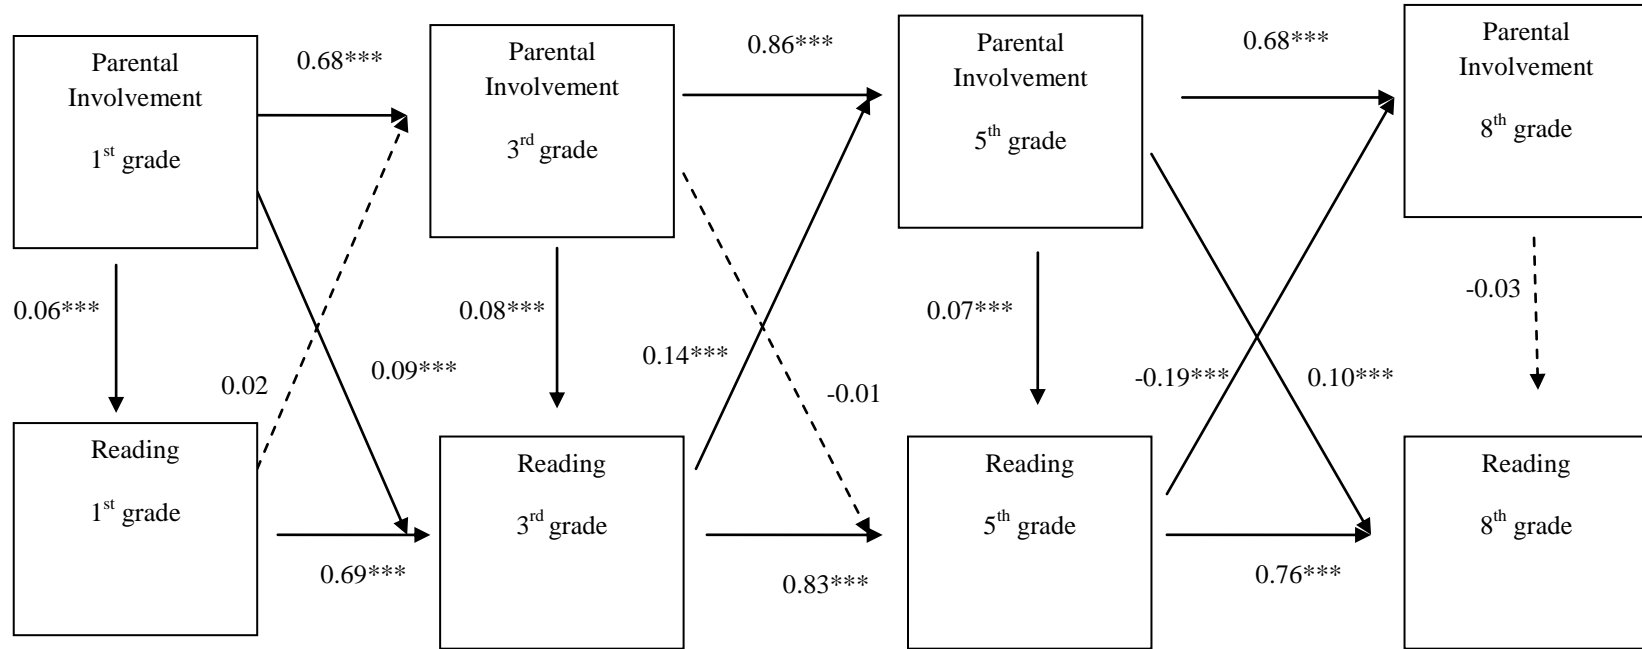 Parental
Involvement
1st grade
0.68***
Parental
Involvement
3rd grade
0.86***
Parental
Involvement
5th grade
0.68***
Parental
Involvement
8th grade
0.06***
0.02
0.09***
0.08***
0.14***
-0.01
0.07***
-0.19***
0.10***
-0.03
Reading
1st grade
0.69***
Reading
3rd grade
0.83***
Reading
5th grade
0.76***
Reading
8th grade